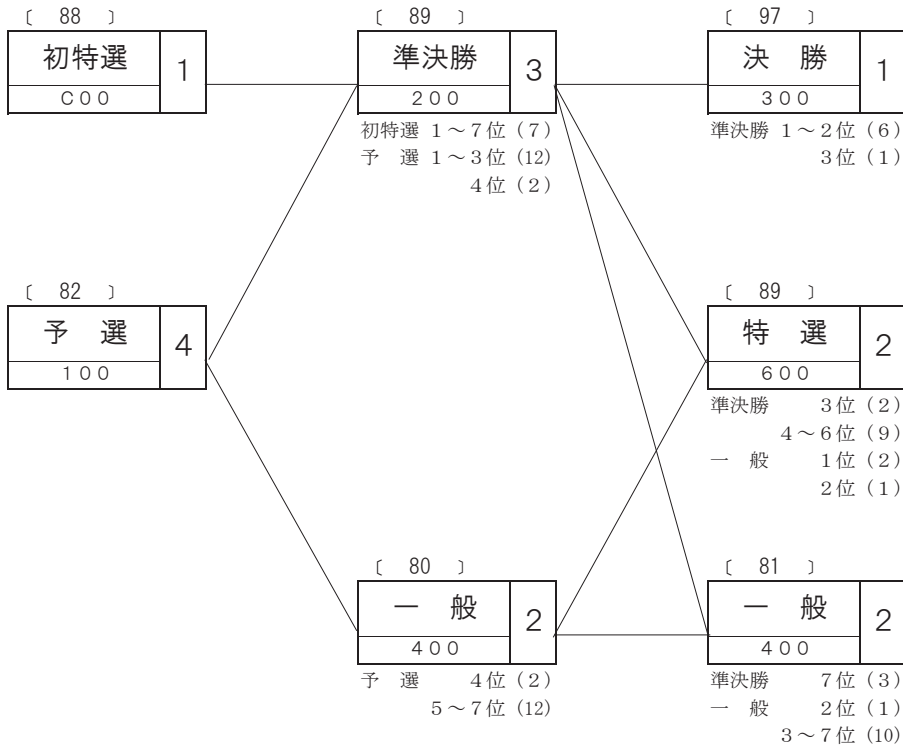 〔 88 〕
初特選 1
C00
〔 89 〕
準決勝 3
200
初特選 1～7位 (7)
予 選 1～3位 (12)
4位 (2)
〔 97 〕
決 勝 1
300
準決勝 1～2位 (6)
3位 (1)
〔 82 〕
予 選 4
100
〔 89 〕
特 選 2
600
準決勝 3位 (2)
4～6位 (9)
一 般 1位 (2)
2位 (1)
〔 80 〕
一 般 2
400
予 選 4位 (2)
5～7位 (12)
〔 81 〕
一 般 2
400
準決勝 7位 (3)
一 般 2位 (1)
3～7位 (10)